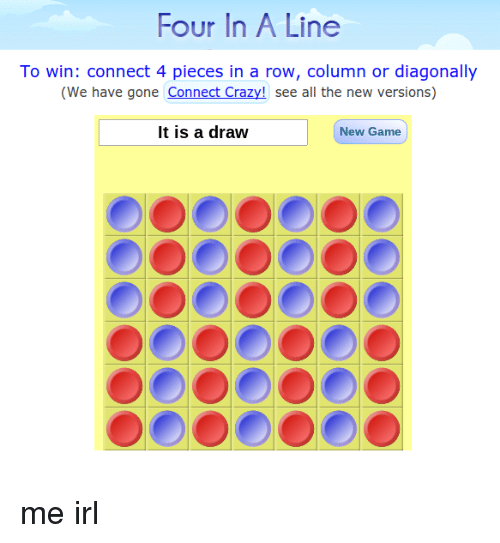 Four In A Line
To win: connect 4 pieces in a row, column or diagonally
(We have gone Connect Crazy! see all the new versions)
It is a draw
New Game
me irl